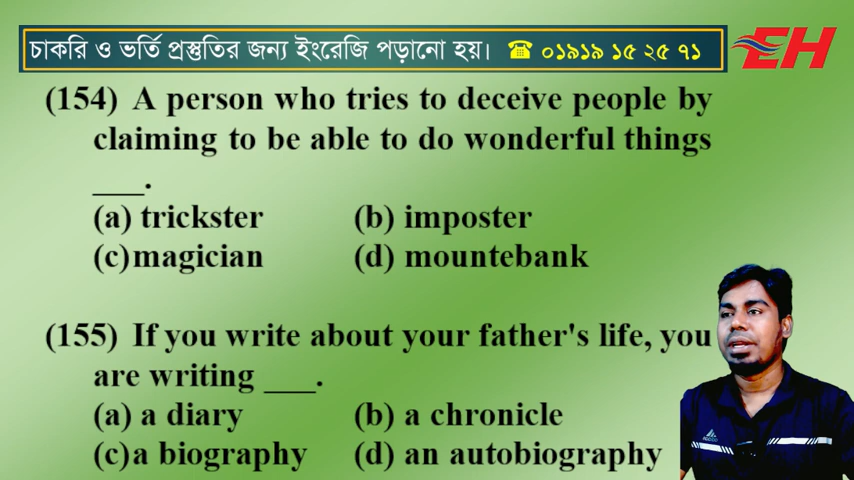 চাকরি ও ভর্তি প্রস্তুতির জন্য ইংরেজি পড়ানো হয়। ☎ ০১৯১৯ ১৫ ২৫ ৭১
EH
(154) A person who tries to deceive people by
claiming to be able to do wonderful things
___.
(a) trickster (b) imposter
(c)magician (d) mountebank
(155) If you write about your father's life, you
are writing ___.
(a) a diary (b) a chronicle
(c)a biography (d) an autobiography